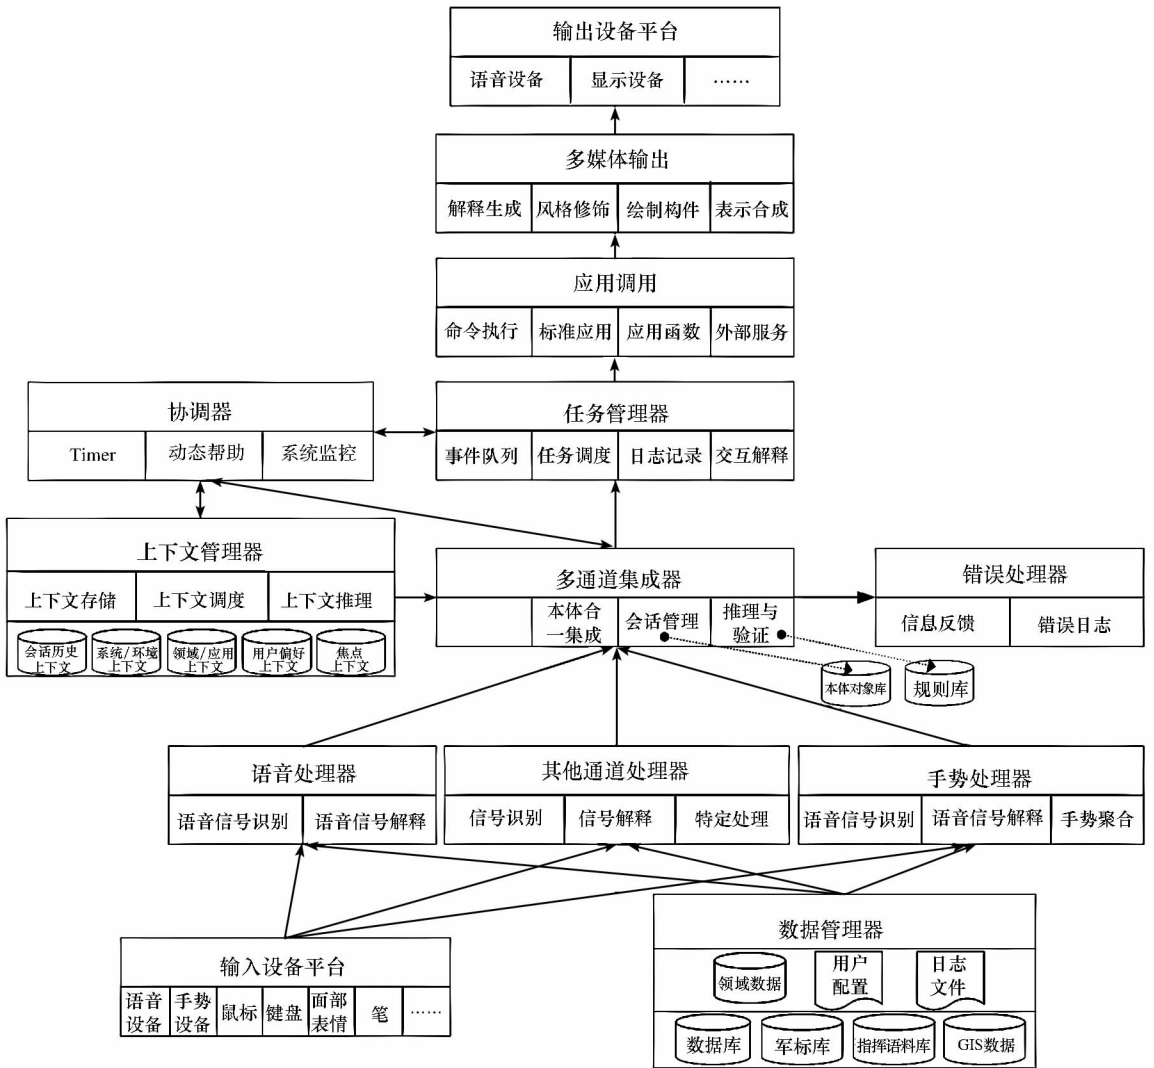 输出设备平台
语音设备
显示设备
……
多媒体输出
解释生成
风格修饰
绘制构件
表示合成
应用调用
命令执行
标准应用
应用函数
外部服务
协调器
Timer
动态帮助
系统监控
任务管理器
事件队列
任务调度
日志记录
交互解释
上下文管理器
上下文存储
上下文调度
上下文推理
会话历史
上下文
系统/环境
上下文
领域/应用
上下文
用户偏好
上下文
焦点
上下文
多通道集成器
本体合
一集成
会话管理
推理与
验证
错误处理器
信息反馈
错误日志
本体对象库
规则库
语音处理器
语音信号识别
语音信号解释
其他通道处理器
信号识别
信号解释
特定处理
手势处理器
语音信号识别
语音信号解释
手势聚合
输入设备平台
语音
设备
手势
设备
鼠标
键盘
面部
表情
笔
……
数据管理器
领域数据
用户
配置
日志
文件
数据库
军标库
指挥语料库
GIS数据